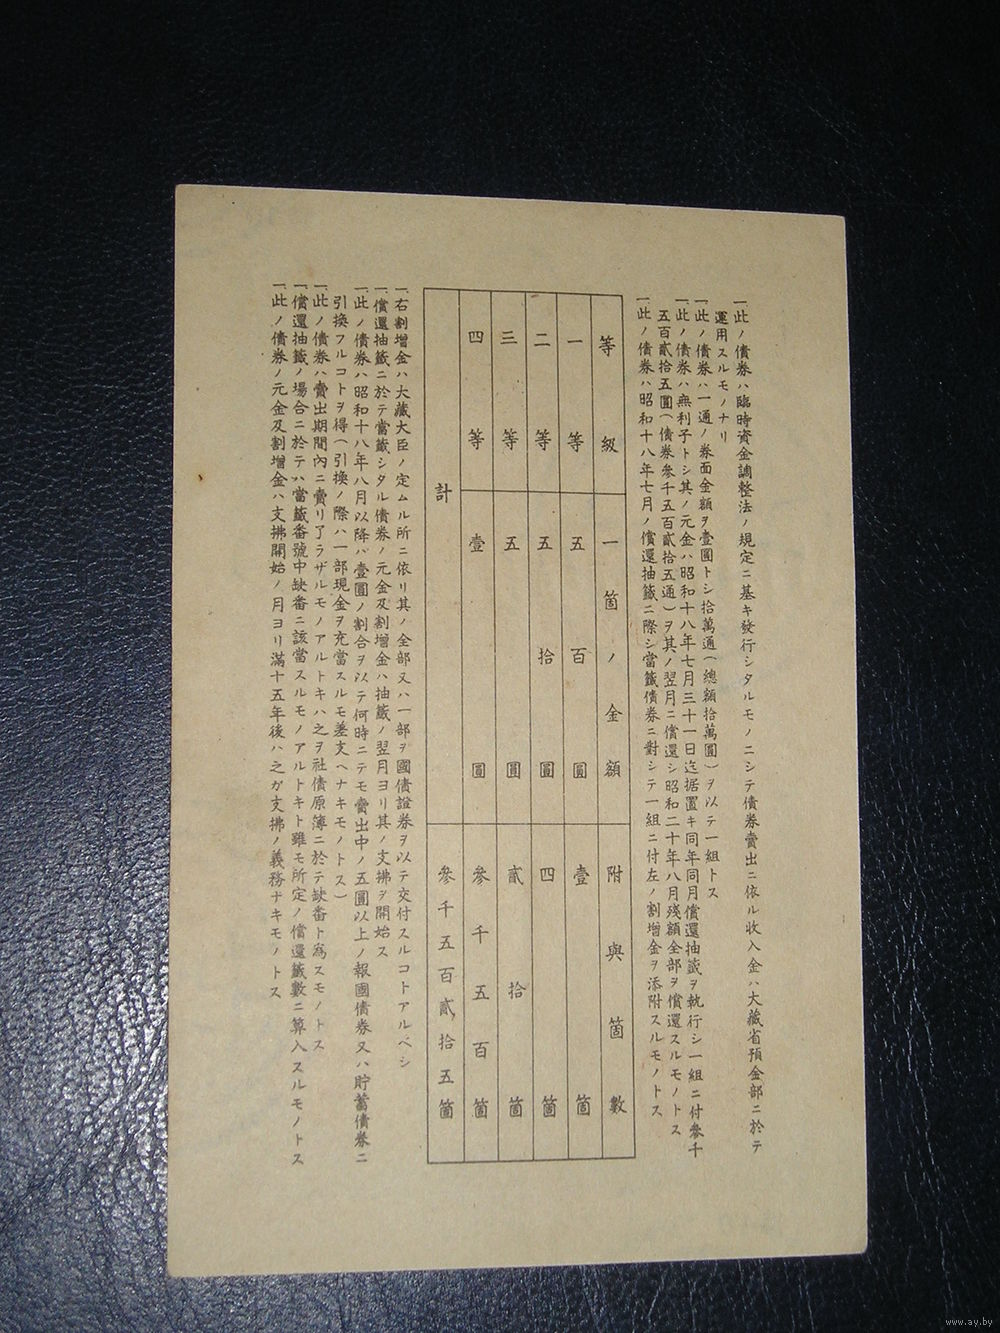 一、此ノ債券ハ臨時資金調整法ノ規定ニ基キ發行シタルモノニシテ債券賣出ニ依ル收入金ハ大藏省預金部ニ於テ
運用スルモノナリ
一、此ノ債券ハ一通ノ券面金額ヲ壹圓トシ拾萬通(總額拾萬圓)ヲ以テ一組トス
一、此ノ債券ハ無利子トシ其ノ元金ハ昭和十八年七月三十一日迄据置キ同年同月償還抽籤ヲ執行シ一組ニ付參千
五百貳拾五圓(債券參千五百貳拾五通)ヲ其ノ翌月ニ償還シ昭和二十年八月殘額全部ヲ償還スルモノトス
一、此ノ債券ハ昭和十八年七月ノ償還抽籤ニ際シ當籤債券ニ對シテ一組ニ付左ノ割增金ヲ添附スルモノトス
等級 一箇ノ金額 附與箇數
一等 五百圓 壹箇
二等 五拾圓 四箇
三等 五圓 貳拾箇
四等 壹圓 參千五百箇
計 參千五百貳拾五箇
一、右割增金ハ大藏大臣ノ定ムル所ニ依リ其ノ全部又ハ一部ヲ國債證券ヲ以テ交付スルコトアルベシ
一、償還抽籤ニ於テ當籤シタル債券ノ元金及割增金ハ抽籤ノ翌月ヨリ其ノ支拂ヲ開始ス
一、此ノ債券ハ昭和十八年八月以降ハ壹圓ノ割合ヲ以テ何時ニテモ賣出中ノ五圓以上ノ報國債券又ハ貯蓄債券ニ
引換フルコトヲ得(引換ノ際ハ一部現金ヲ充當スルモ差支ヘナキモノトス)
一、此ノ債券ハ賣出期間內ニ賣リ了ラザルモノアルトキハ之ヲ社債原簿ニ於テ缺番ト爲スモノトス
一、償還抽籤ノ場合ニ於テハ當籤番號中缺番ニ該當スルモノアルトキト雖モ所定ノ償還籤數ニ算入スルモノトス
一、此ノ債券ノ元金及割增金ハ支拂開始ノ月ヨリ滿十五年後ハ之ガ支拂ノ義務ナキモノトス
www.ay.by